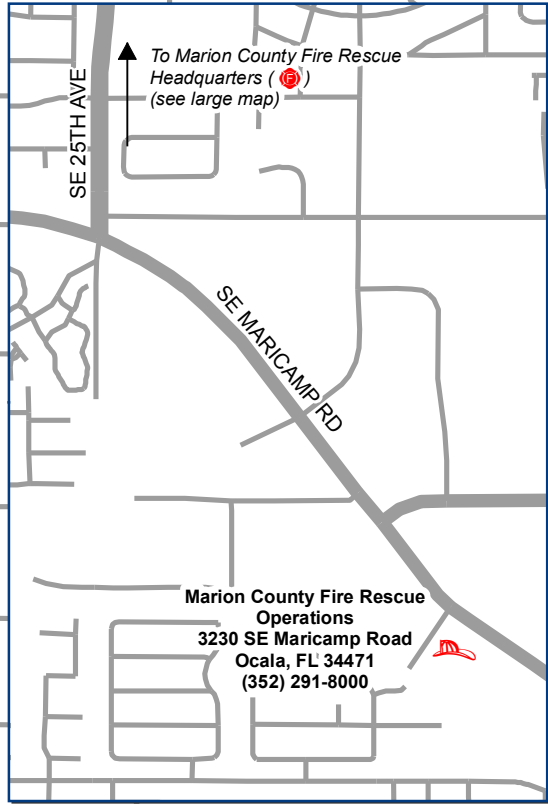 To Marion County Fire Rescue
Headquarters ( F )
(see large map)
SE 25TH AVE
SE MARICAMP RD
Marion County Fire Rescue
Operations
3230 SE Maricamp Road
Ocala, FL 34471
(352) 291-8000